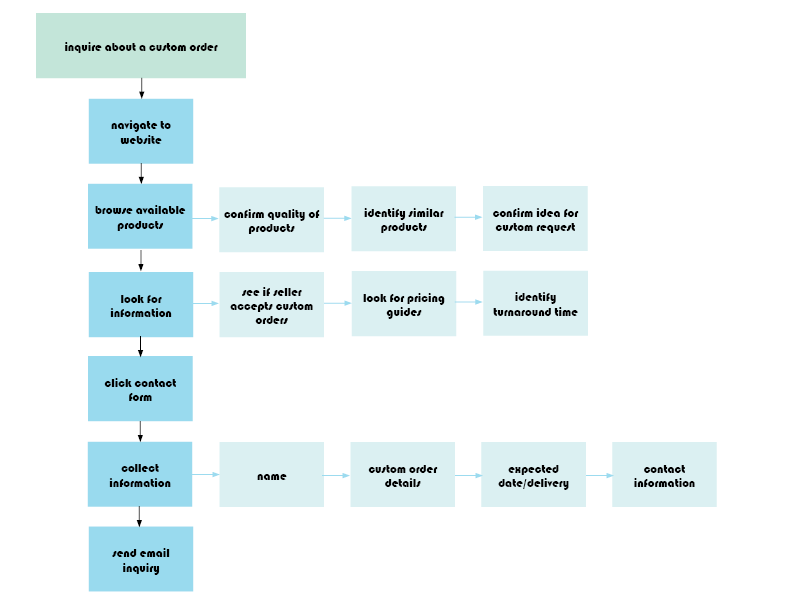 inquire about a custom order
navigate to
website
browse available
products
confirm quality of
products
identify similar
products
confirm idea for
custom request
look for
information
see if seller
accepts custom
orders
look for pricing
guides
identify
turnaround time
click contact
form
collect
information
name
custom order
details
expected
date/delivery
contact
information
send email
inquiry